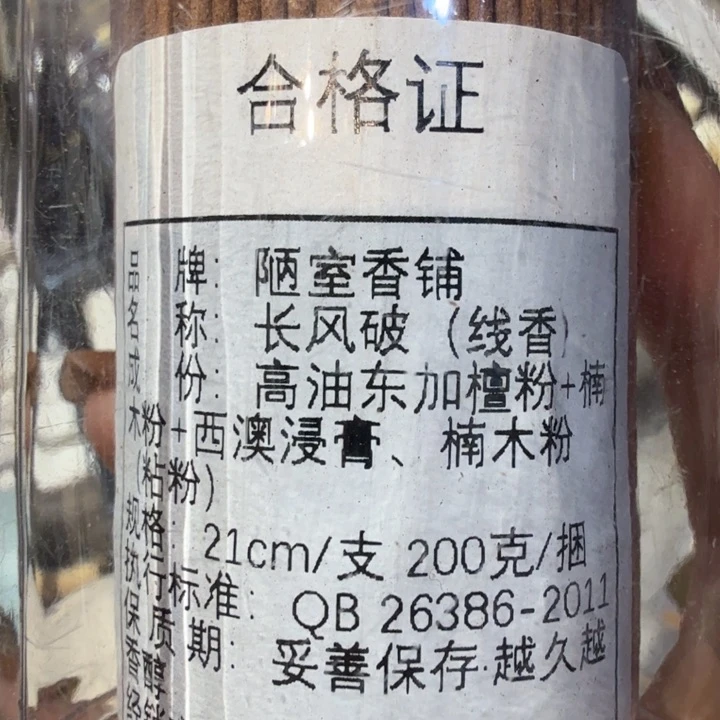 合格证
品 牌：陋室香铺
名 称：长风破（线香）
成 份：高油东加檀粉+楠
木粉+西澳浸膏、楠木粉
（粘粉）
规格：21cm/支 200克/捆
执行标准：QB 26386-2011
保质期：妥善保存.越久越
香醇
经销